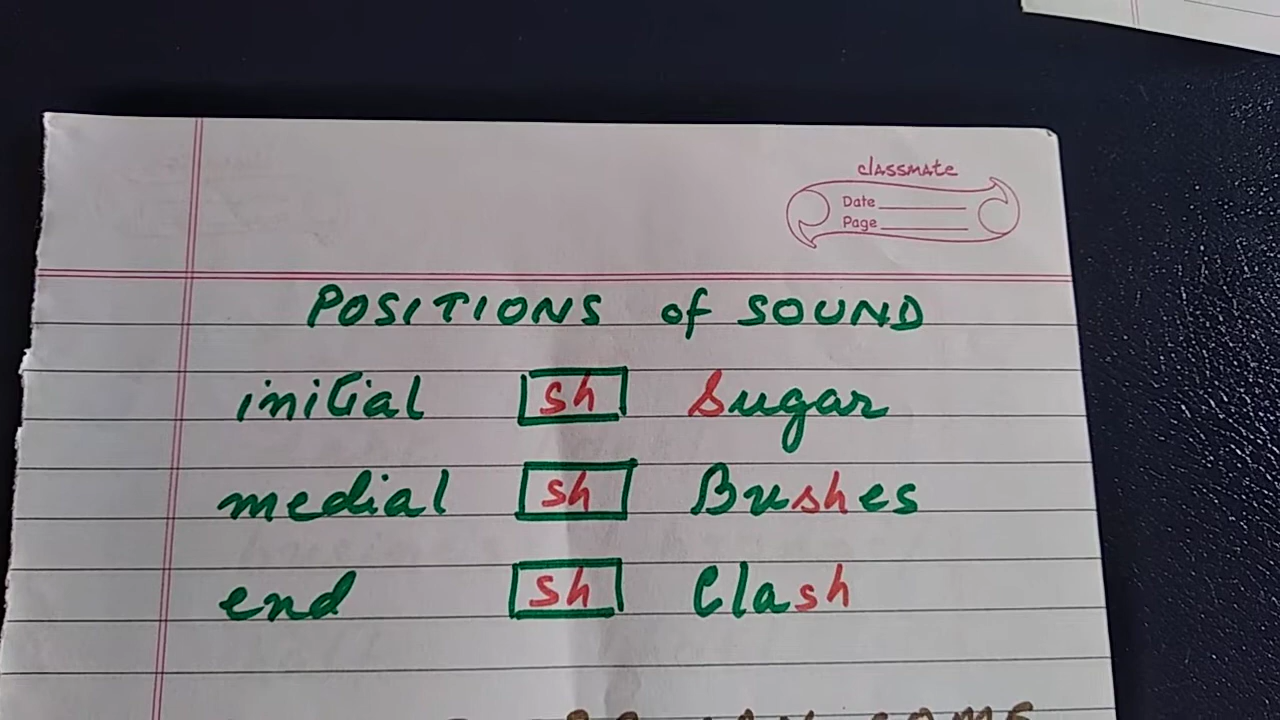 classmate
Date
Page
POSITIONS of SOUND
initial sh Sugar
medial sh Bushes
end sh Clash